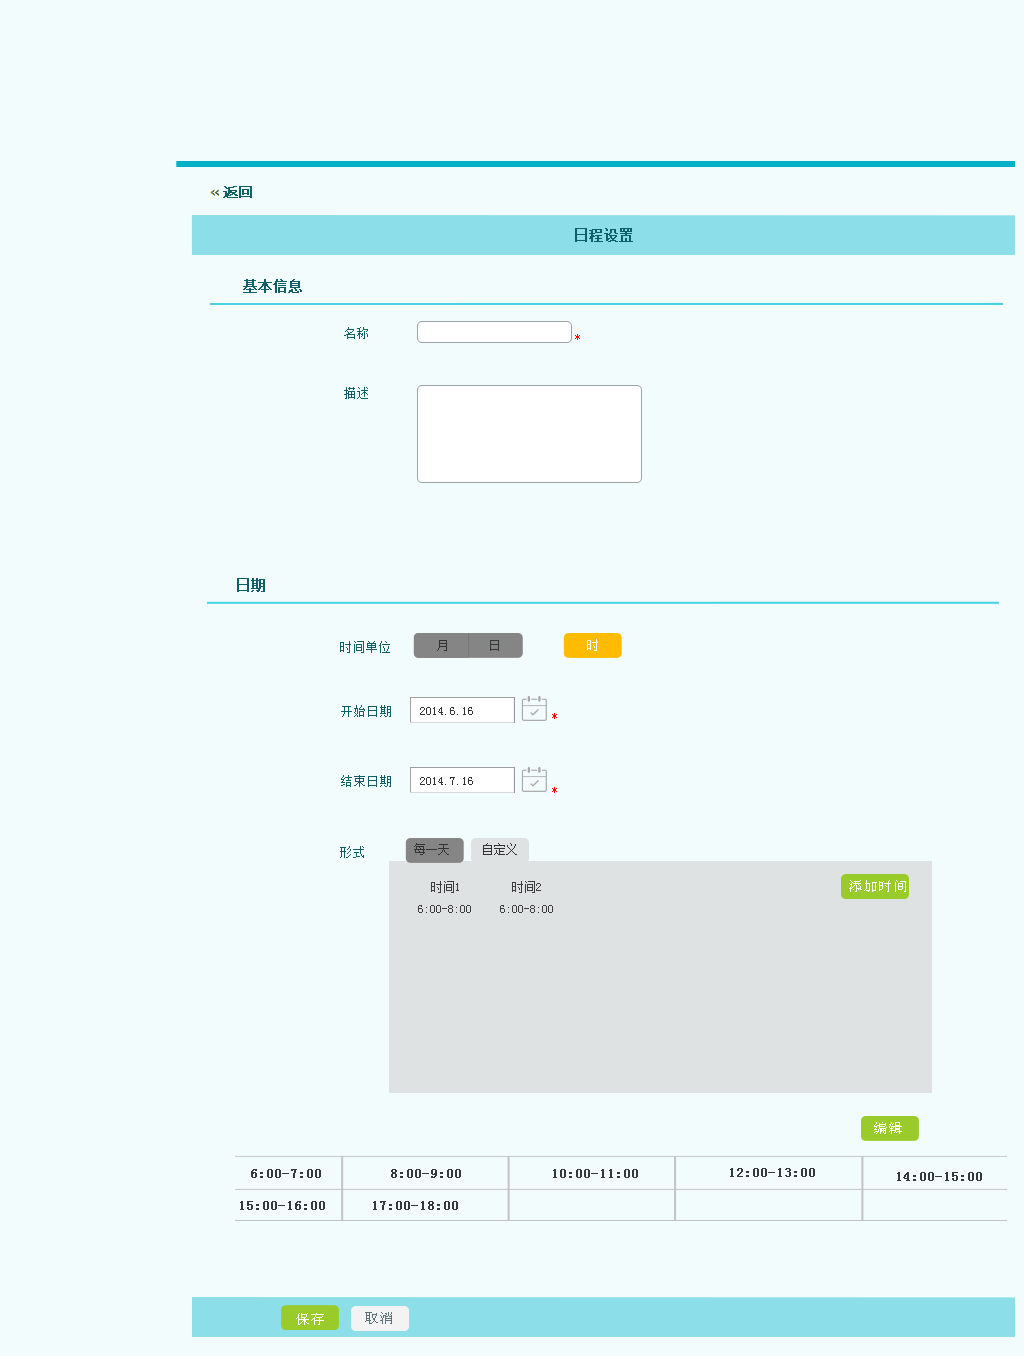 « 返回
日程设置
基本信息
名称 *
描述
日期
时间单位 月 日 时
开始日期 2014.6.16 *
结束日期 2014.7.16 *
形式 每一天 自定义
时间1 时间2 添加时间
6:00-8:00 6:00-8:00
编辑
6:00-7:00 8:00-9:00 10:00-11:00 12:00-13:00 14:00-15:00
15:00-16:00 17:00-18:00
保存 取消